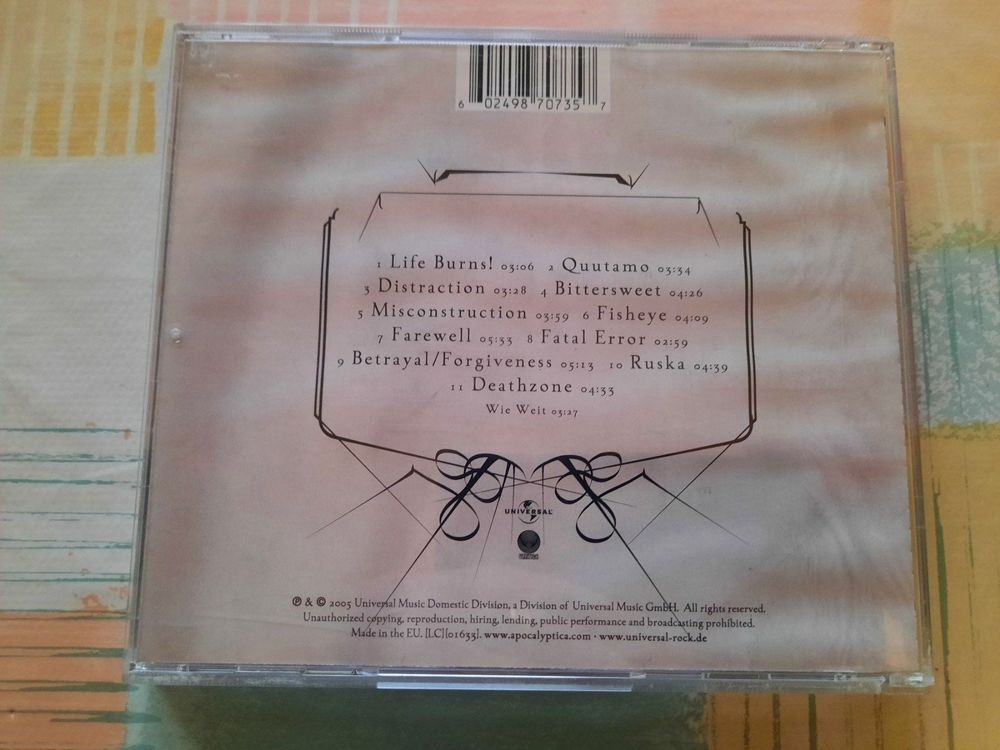 6 02498 70735 7
1 Life Burns! 03:06 2 Quutamo 03:34
3 Distraction 03:28 4 Bittersweet 04:26
5 Misconstruction 03:59 6 Fisheye 04:09
7 Farewell 05:33 8 Fatal Error 02:59
9 Betrayal/Forgiveness 05:13 10 Ruska 04:39
11 Deathzone 04:33
Wie Weit 03:27
UNIVERSAL
℗ & © 2005 Universal Music Domestic Division, a Division of Universal Music GmbH. All rights reserved.
Unauthorized copying, reproduction, hiring, lending, public performance and broadcasting prohibited.
Made in the EU. [LC][01633]. www.apocalyptica.com · www.universal-rock.de